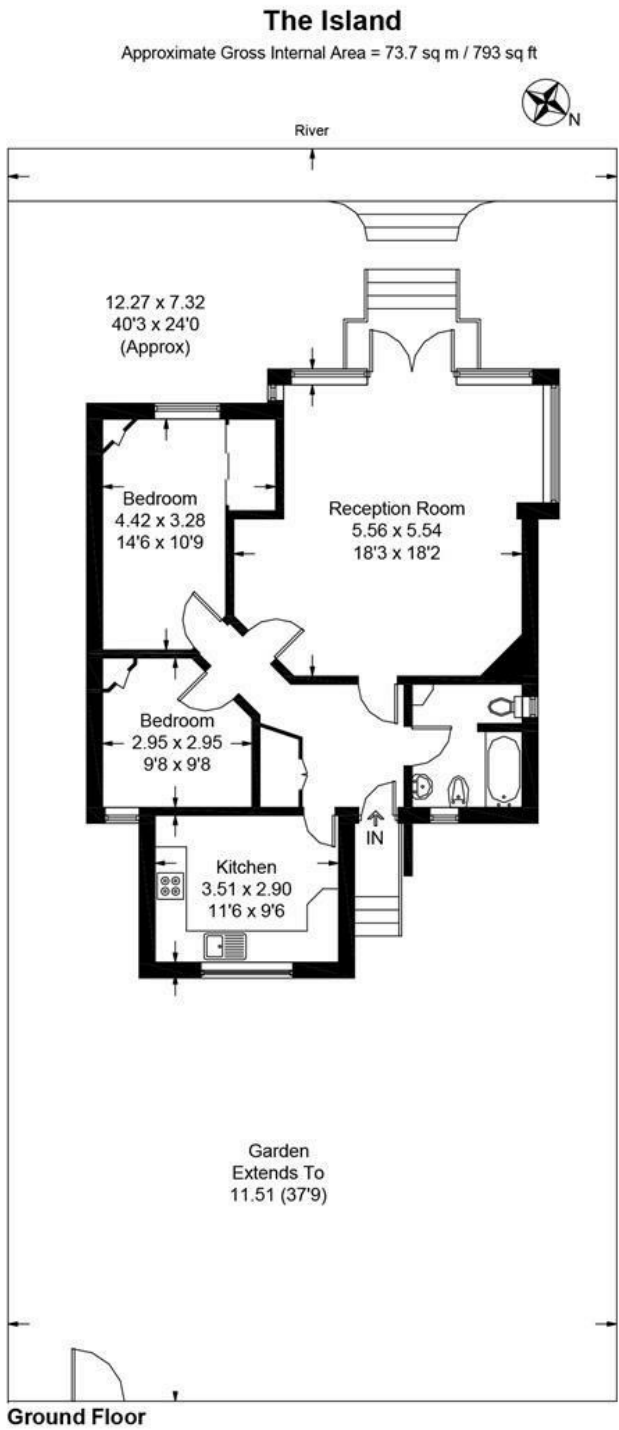 The Island
Approximate Gross Internal Area = 73.7 sq m / 793 sq ft
N
River
12.27 x 7.32
40'3 x 24'0
(Approx)
Bedroom
4.42 x 3.28
14'6 x 10'9
Reception Room
5.56 x 5.54
18'3 x 18'2
Bedroom
2.95 x 2.95
9'8 x 9'8
IN
Kitchen
3.51 x 2.90
11'6 x 9'6
Garden
Extends To
11.51 (37'9)
Ground Floor